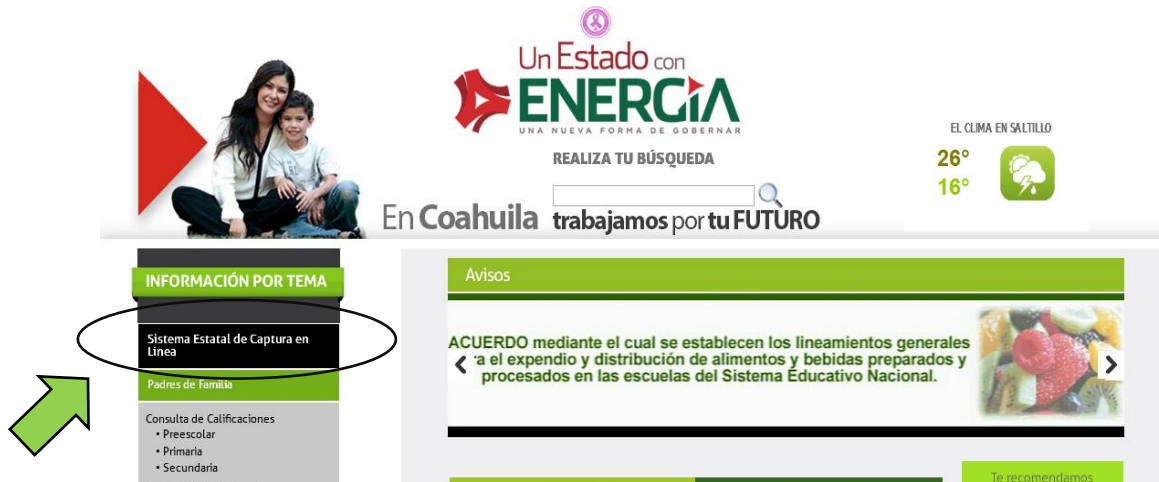 Un Estado con
ENERGÍA
UNA NUEVA FORMA DE GOBERNAR
REALIZA TU BÚSQUEDA
EL CLIMA EN SALTILLO
26°
16°
En Coahuila trabajamos por tu FUTURO
INFORMACIÓN POR TEMA
Sistema Estatal de Captura en
Línea
Padres de Familia
Consulta de Calificaciones
• Preescolar
• Primaria
• Secundaria
Avisos
ACUERDO mediante el cual se establecen los lineamientos generales
ra el expendio y distribución de alimentos y bebidas preparados y
procesados en las escuelas del Sistema Educativo Nacional.
Te recomendamos